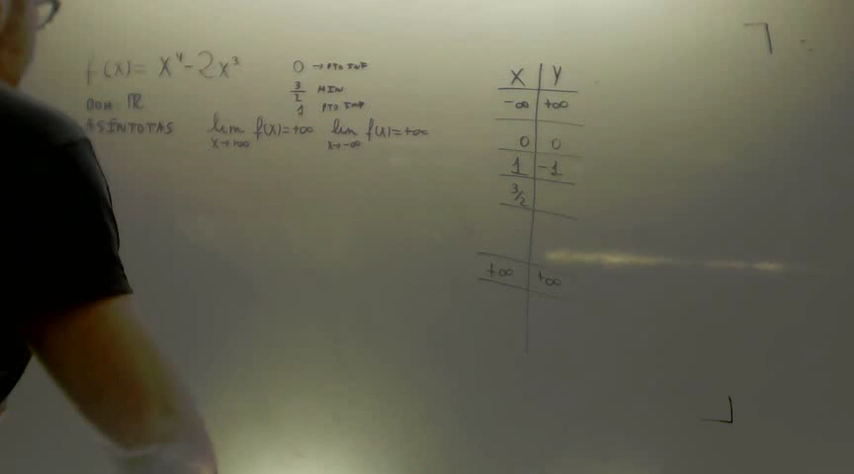 f(x) = x⁴ - 2x³
DOM: ℝ
ASÍNTOTAS lim x→+∞ f(x)=+∞ lim x→-∞ f(x)=+∞
0 → PTO INF
3/2 MIN
1 PTO INF
X Y
-∞ +∞
0 0
1 -1
3/2
+∞ +∞